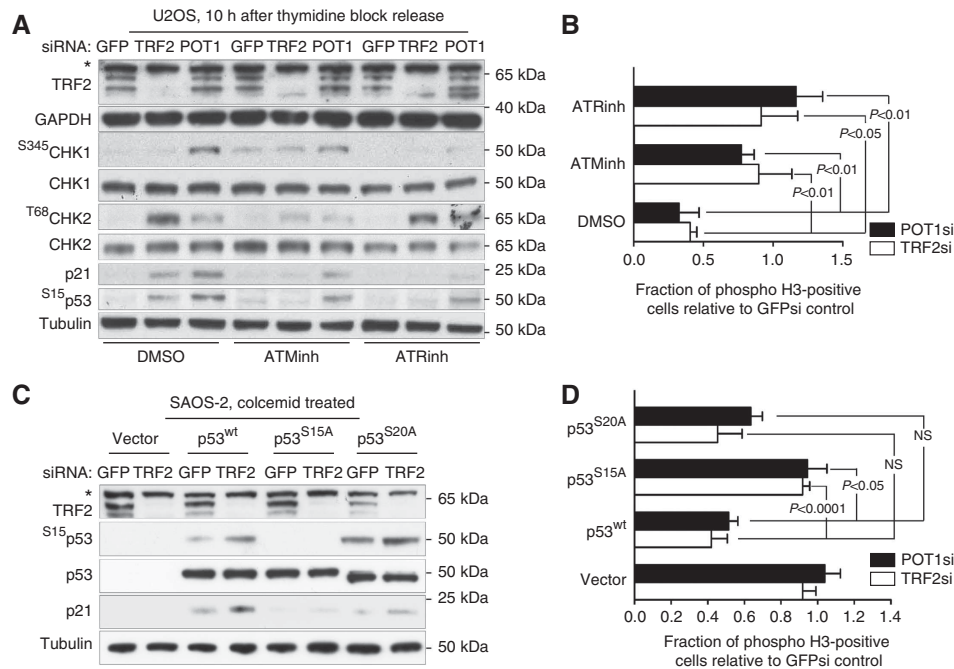 A
U2OS, 10 h after thymidine block release
siRNA: GFP TRF2 POT1 GFP TRF2 POT1 GFP TRF2 POT1
*
TRF2
65 kDa
40 kDa
GAPDH
S345CHK1
50 kDa
CHK1
50 kDa
T68CHK2
65 kDa
CHK2
65 kDa
p21
25 kDa
S15p53
50 kDa
Tubulin
50 kDa
DMSO ATMinh ATRinh
B
ATRinh
ATMinh
DMSO
P<0.01
P<0.05
P<0.01
P<0.01
POT1si
TRF2si
0.0 0.5 1.0 1.5
Fraction of phospho H3-positive
cells relative to GFPsi control
C
SAOS-2, colcemid treated
Vector p53wt p53S15A p53S20A
siRNA: GFP TRF2 GFP TRF2 GFP TRF2 GFP TRF2
*
TRF2
65 kDa
S15p53
50 kDa
p53
50 kDa
25 kDa
p21
Tubulin
50 kDa
D
p53S20A
p53S15A
p53wt
Vector
NS
NS
P<0.05
P<0.0001
POT1si
TRF2si
0.0 0.2 0.4 0.6 0.8 1.0 1.2 1.4
Fraction of phospho H3-positive
cells relative to GFPsi control